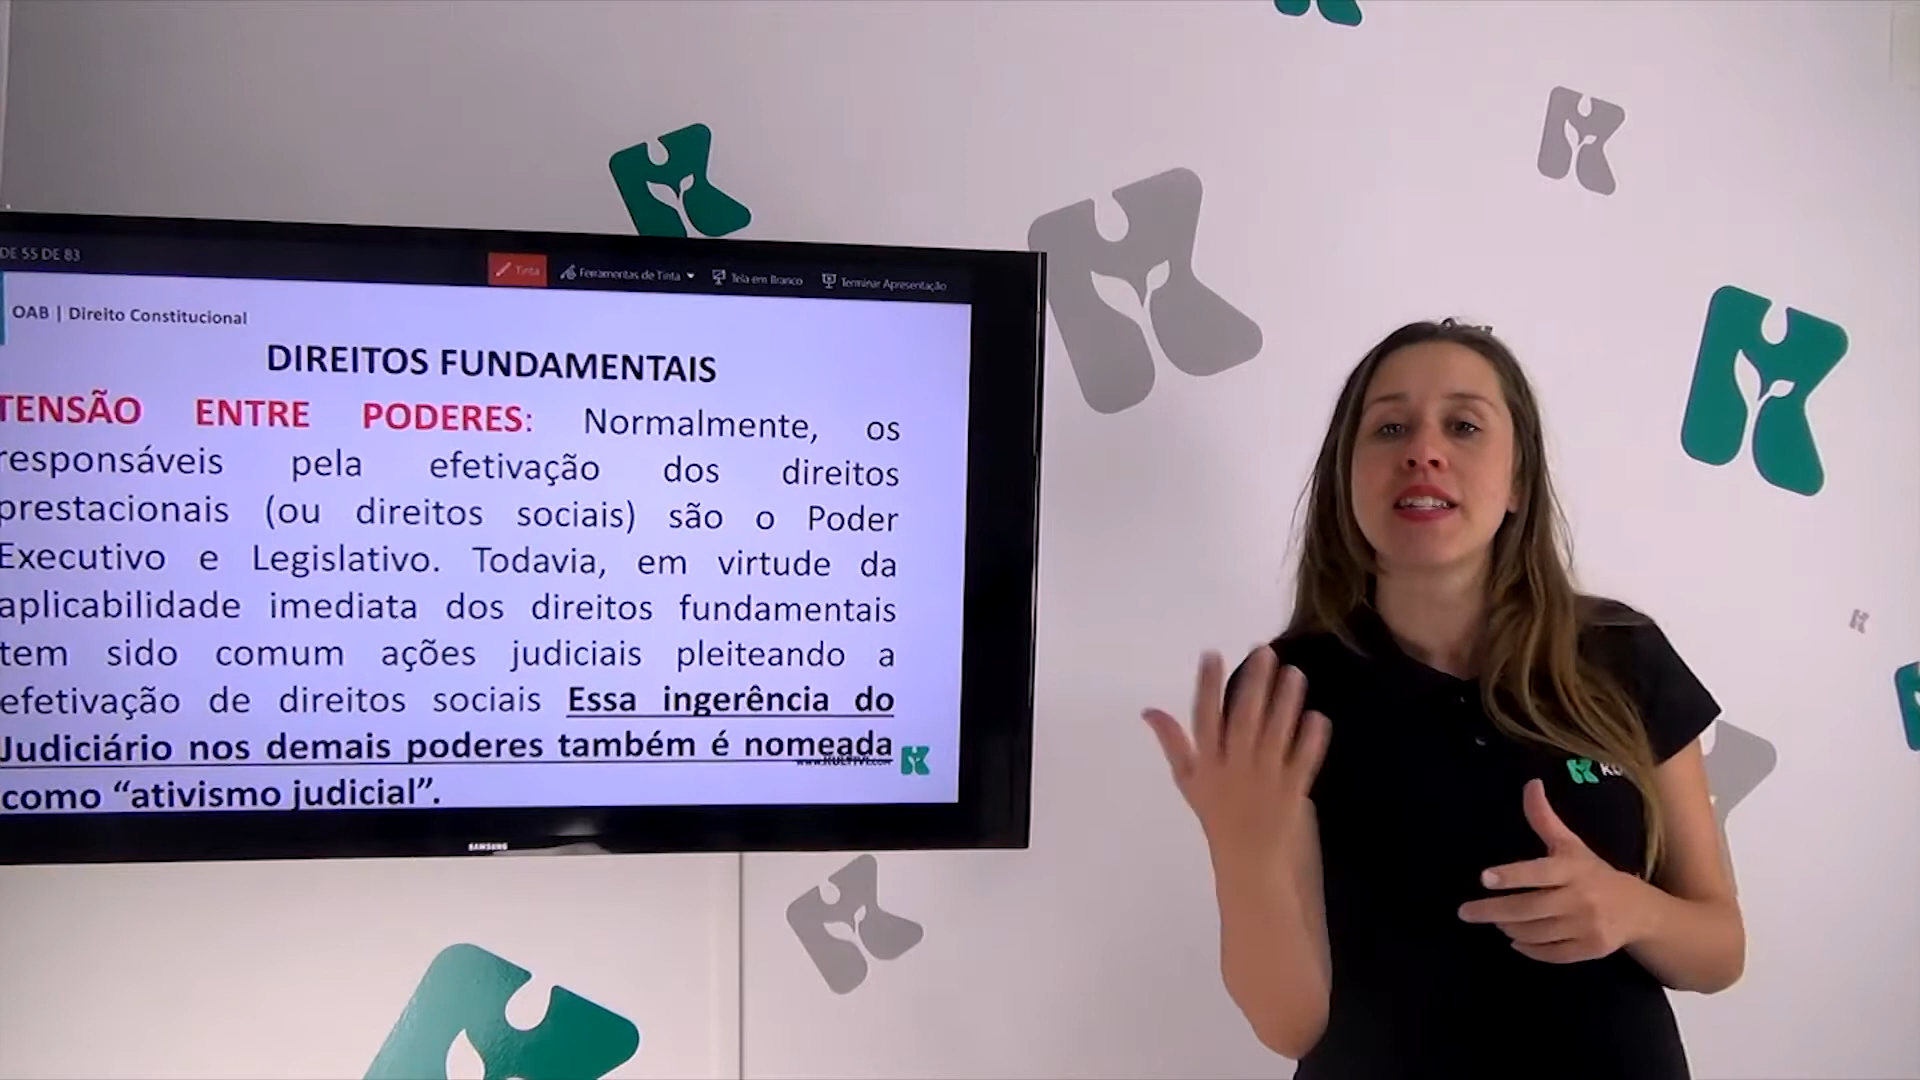 DE 55 DE 83
Tinta
Ferramentas de Tinta
Tela em Branco
Terminar Apresentação
OAB | Direito Constitucional
DIREITOS FUNDAMENTAIS
TENSÃO ENTRE PODERES: Normalmente, os
responsáveis pela efetivação dos direitos
prestacionais (ou direitos sociais) são o Poder
Executivo e Legislativo. Todavia, em virtude da
aplicabilidade imediata dos direitos fundamentais
tem sido comum ações judiciais pleiteando a
efetivação de direitos sociais Essa ingerência do
Judiciário nos demais poderes também é nomeada
www.KULTIVI.com
como “ativismo judicial”.
SAMSUNG